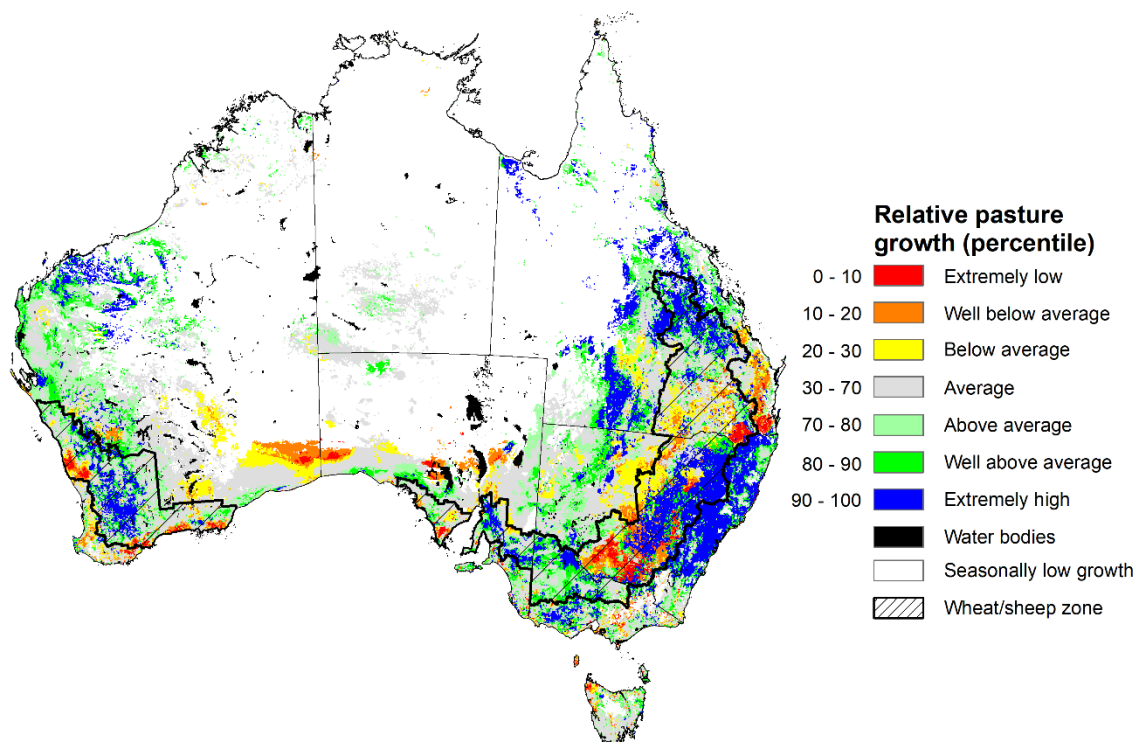 Relative pasture
growth (percentile)
0 - 10 Extremely low
10 - 20 Well below average
20 - 30 Below average
30 - 70 Average
70 - 80 Above average
80 - 90 Well above average
90 - 100 Extremely high
Water bodies
Seasonally low growth
Wheat/sheep zone